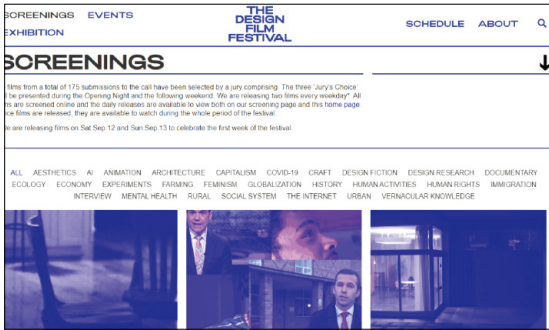 SCREENINGS EVENTS
EXHIBITION
THE
DESIGN
FILM
FESTIVAL
SCHEDULE ABOUT
SCREENINGS
films from a total of 175 submissions to the call have been selected by a jury comprising. The three 'Jury's Choice'
be presented during the Opening Night and the following weekend. We are releasing two films every weekday*. All
are screened online and the daily releases are available to view both on our screening page and this home page
films are released, they are available to watch during the whole period of the festival.
are releasing films on Sat Sep 12 and Sun Sep 13 to celebrate the first week of the festival.
ALL AESTHETICS AI ANIMATION ARCHITECTURE CAPITALISM COVID-19 CRAFT DESIGN FICTION DESIGN RESEARCH DOCUMENTARY
ECOLOGY ECONOMY EXPERIMENTS FARMING FEMINISM GLOBALIZATION HISTORY HUMAN ACTIVITIES HUMAN RIGHTS IMMIGRATION
INTERVIEW MENTAL HEALTH RURAL SOCIAL SYSTEM THE INTERNET URBAN VERNACULAR KNOWLEDGE